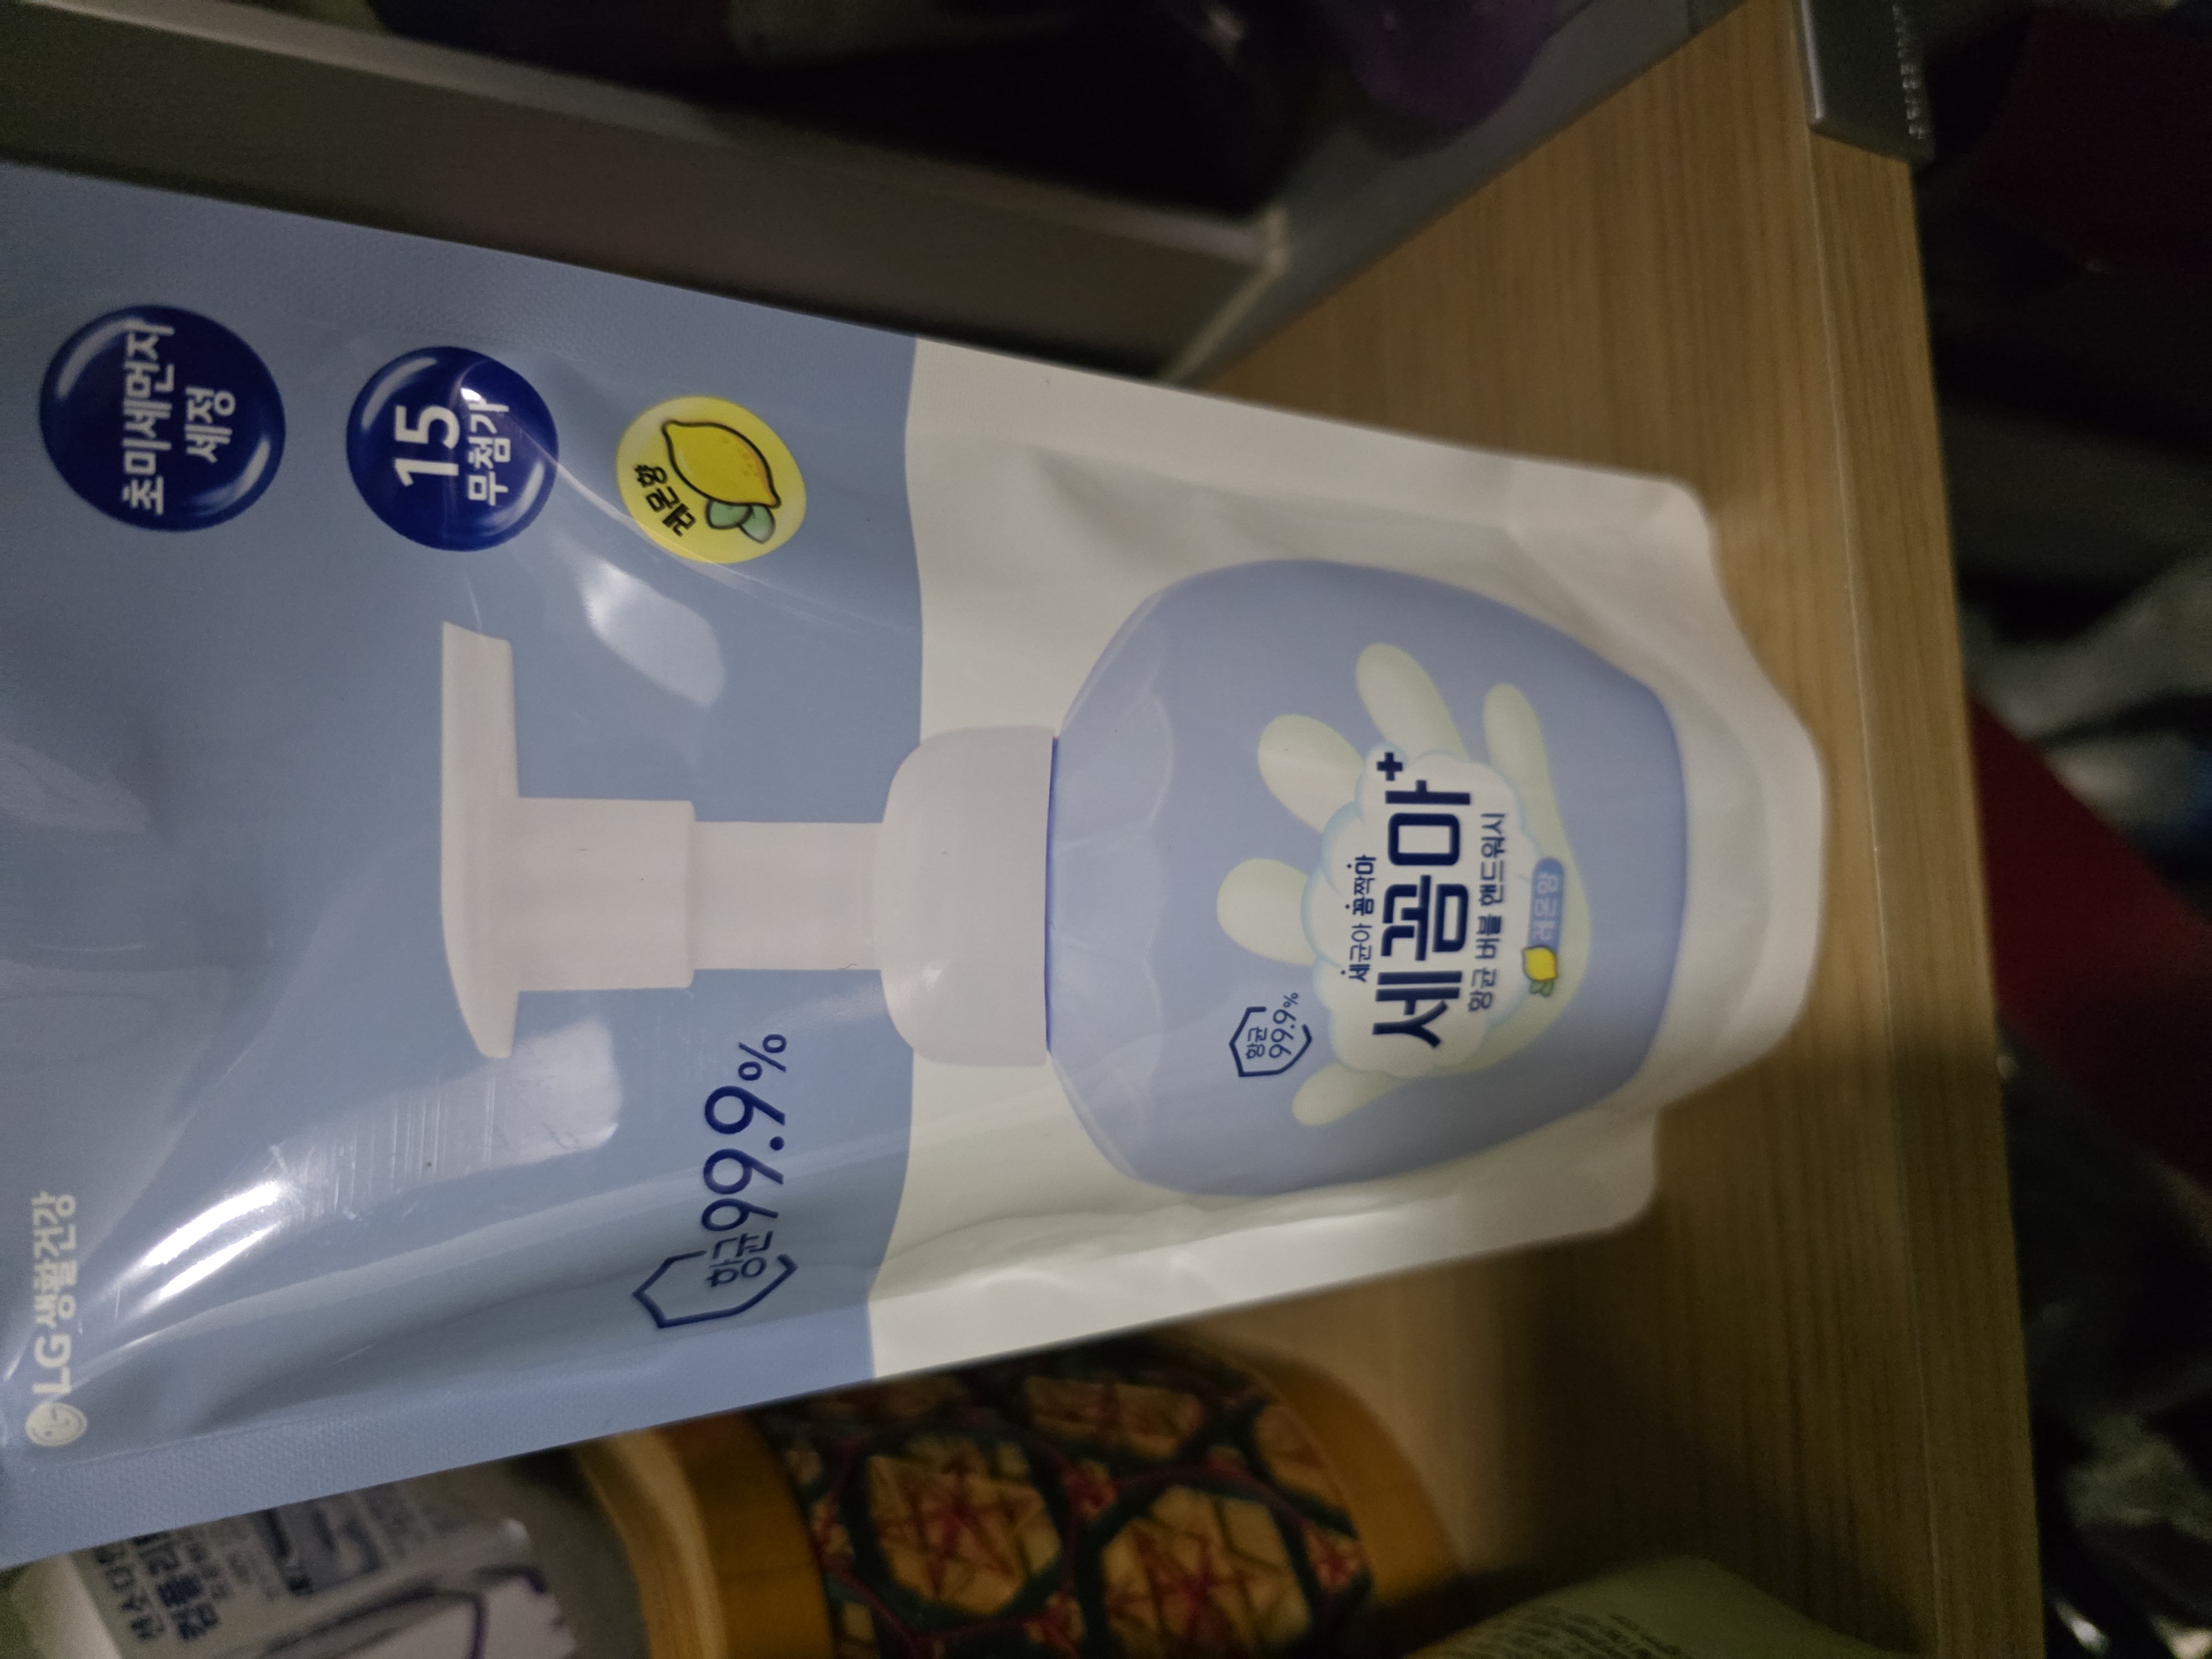 LG생활건강
초미세먼지
세정
15
무첨가
레몬향
항균99.9%
항균
99.9%
세균아 꼼짝마
세꼼마+
항균 버블 핸드워시
레몬향